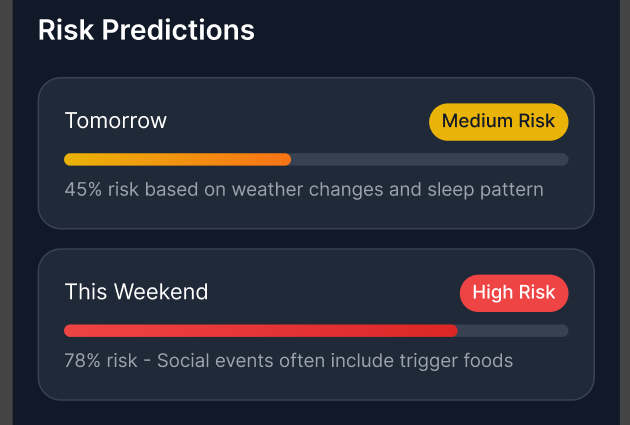 Risk Predictions
Tomorrow
Medium Risk
45% risk based on weather changes and sleep pattern
This Weekend
High Risk
78% risk - Social events often include trigger foods